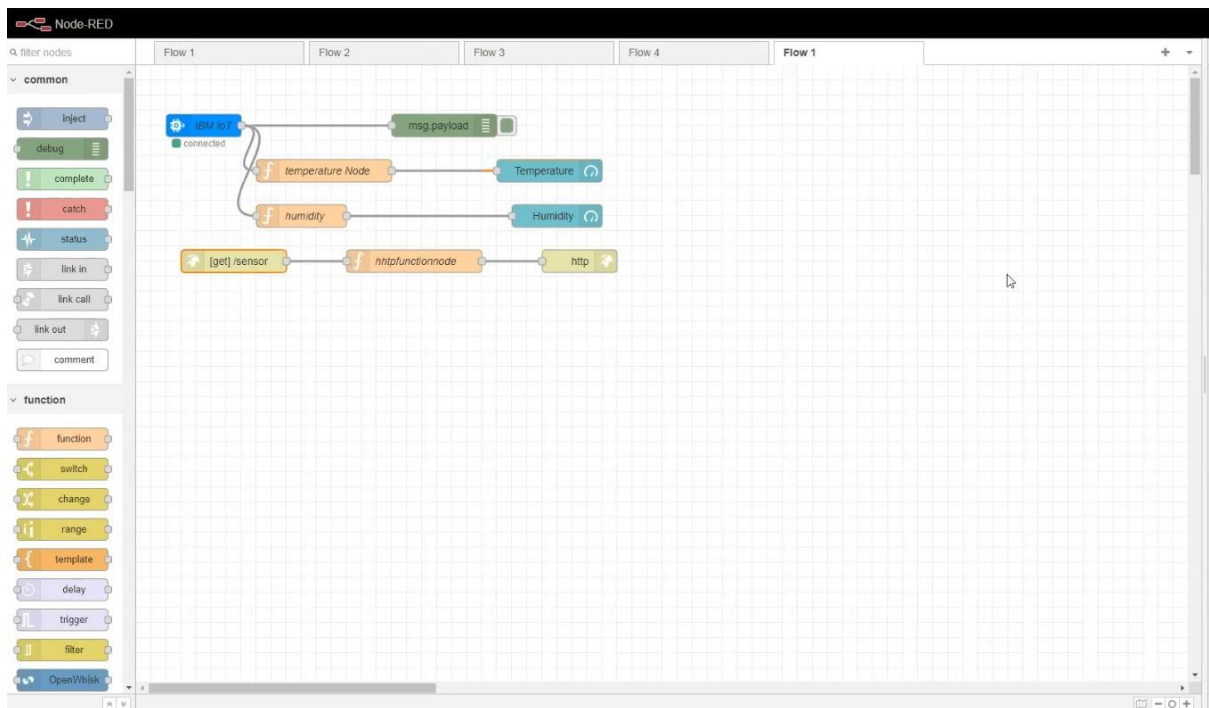 Node-RED
filter nodes
Flow 1
Flow 2
Flow 3
Flow 4
Flow 1
common
inject
debug
complete
catch
status
link in
link call
link out
comment
function
function
switch
change
range
template
delay
trigger
filter
OpenWhisk
IBM IoT
connected
msg.payload
temperature Node
Temperature
humidity
Humidity
[get] /sensor
hhtpfunctionnode
http